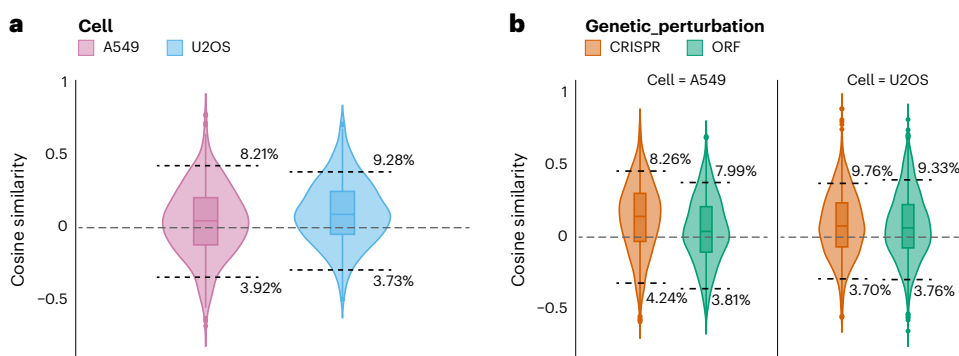 a
Cell
A549 U2OS
Cosine similarity
1
0.5
0
−0.5
8.21%
3.92%
9.28%
3.73%
b
Genetic_perturbation
CRISPR ORF
Cosine similarity
1
0.5
0
−0.5
Cell = A549
8.26%
4.24%
7.99%
3.81%
Cell = U2OS
9.76%
3.70%
9.33%
3.76%